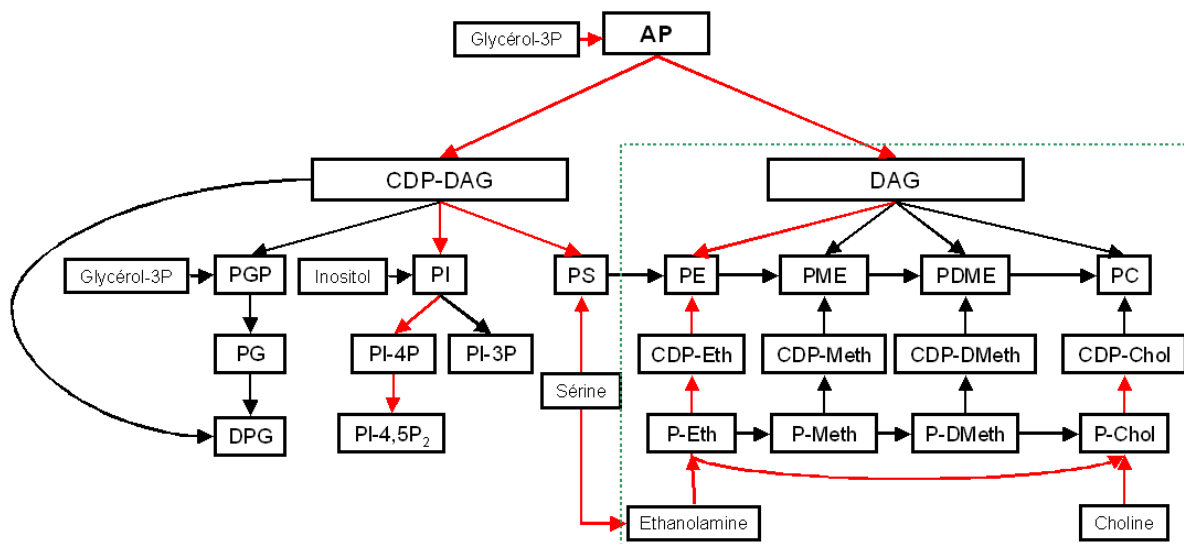 Glycérol-3P
AP
CDP-DAG
DAG
Glycérol-3P
PGP
Inositol
PI
PS
PE
PME
PDME
PC
PG
PI-4P
PI-3P
CDP-Eth
CDP-Meth
CDP-DMeth
CDP-Chol
Sérine
DPG
PI-4,5P₂
P-Eth
P-Meth
P-DMeth
P-Chol
Ethanolamine
Choline